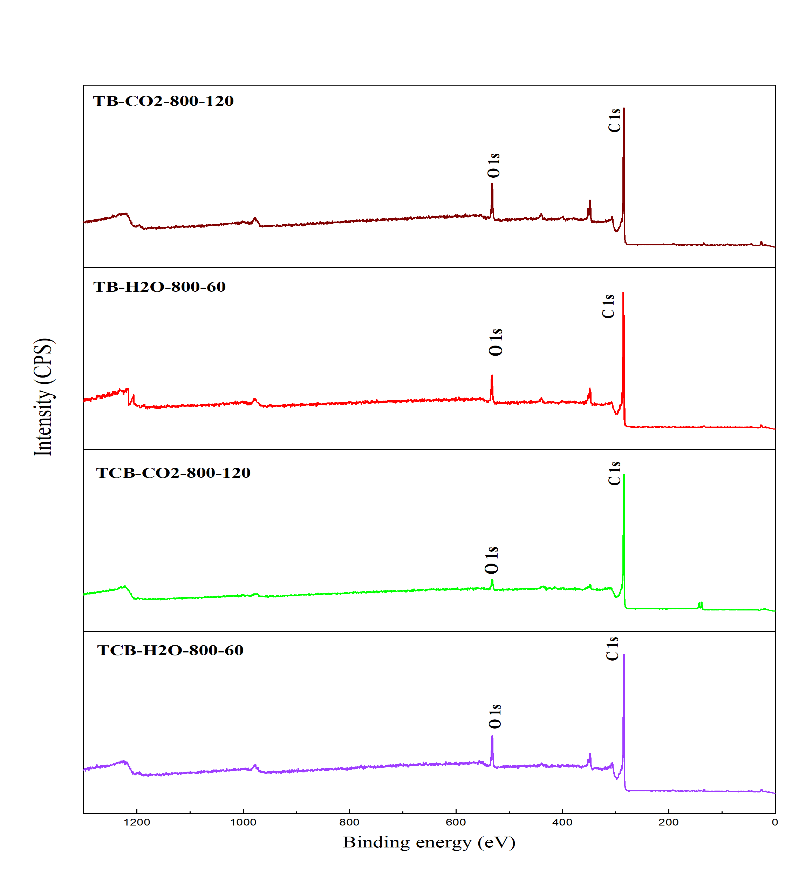 TB-CO2-800-120
C 1s
O 1s
TB-H2O-800-60
C 1s
O 1s
Intensity (CPS)
TCB-CO2-800-120
C 1s
O 1s
TCB-H2O-800-60
C 1s
O 1s
1200 1000 800 600 400 200 0
Binding energy (eV)